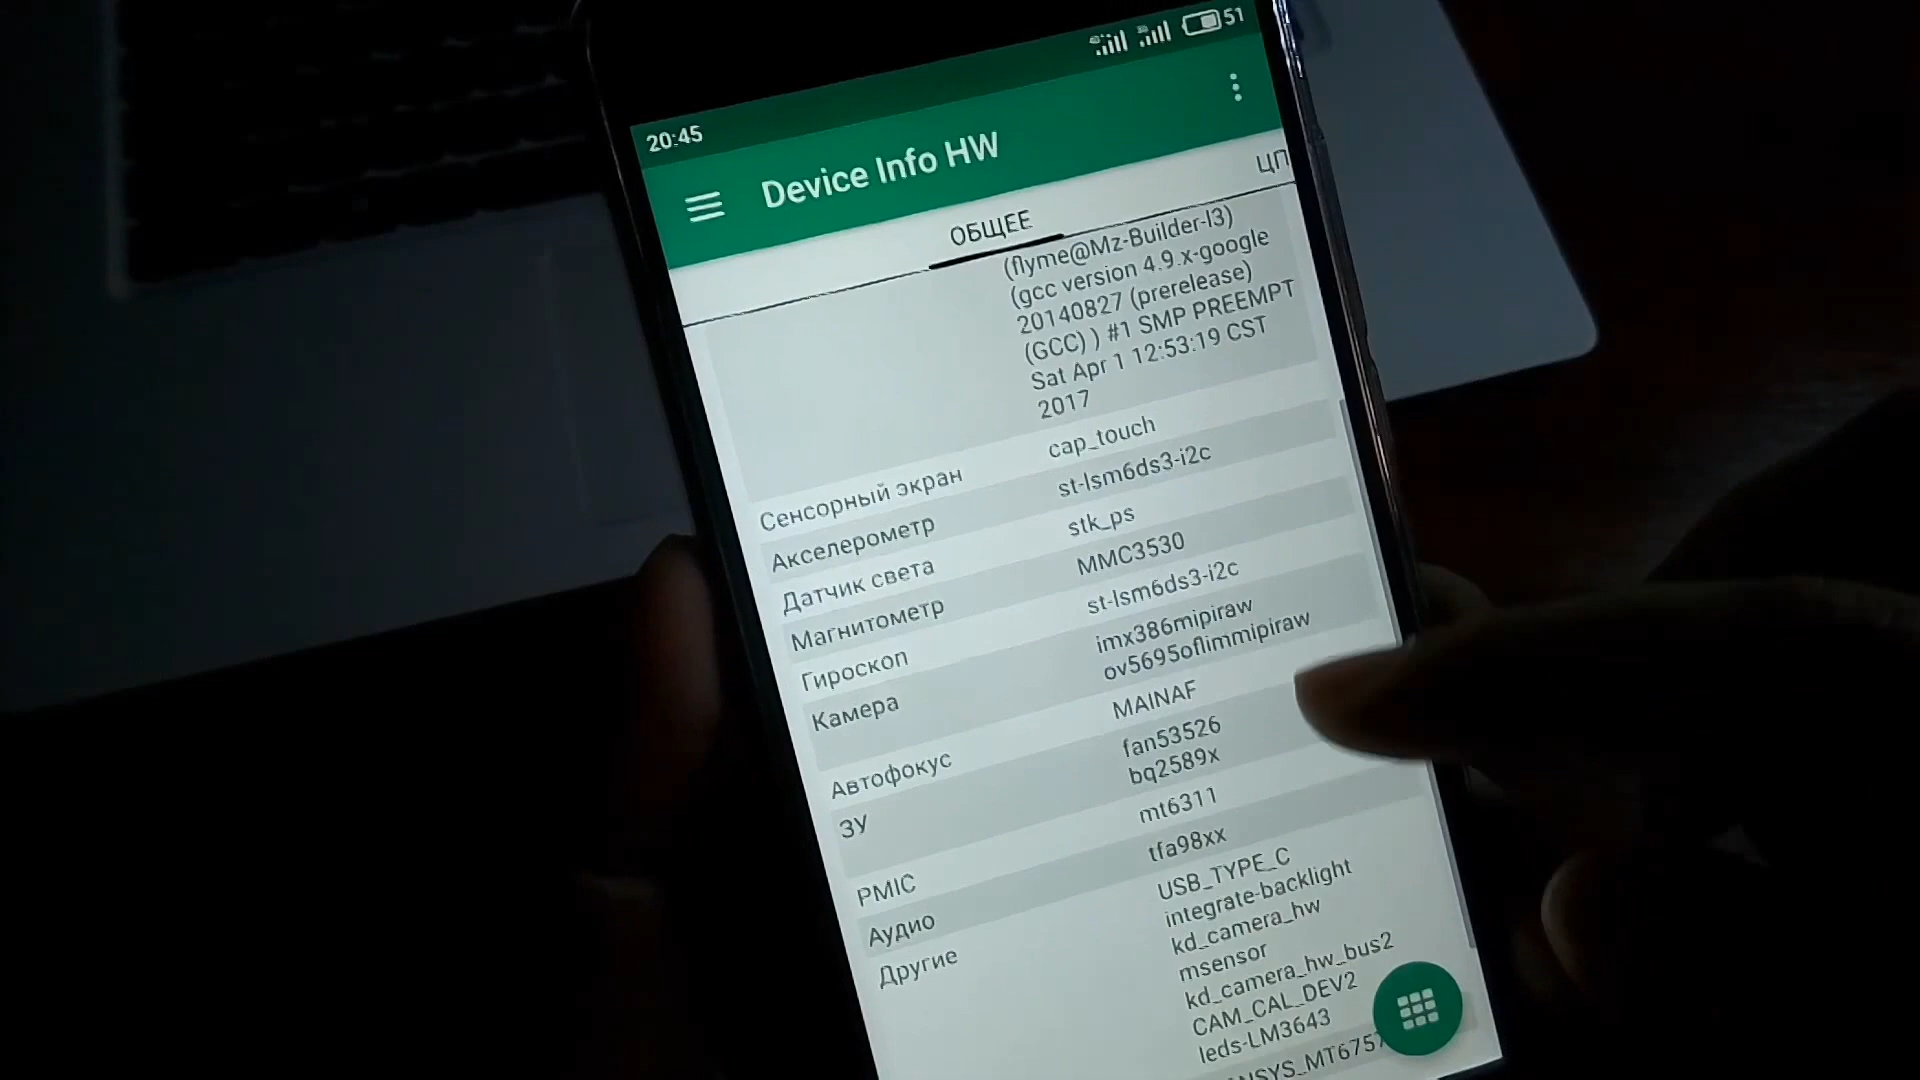 51
20:45
Device Info HW
ОБЩЕЕ
ЦП
(flyme@Mz-Builder-l3)
(gcc version 4.9.x-google
20140827 (prerelease)
(GCC) ) #1 SMP PREEMPT
Sat Apr 1 12:53:19 CST
2017
Сенсорный экран cap_touch
Акселерометр st-lsm6ds3-i2c
Датчик света stk_ps
Магнитометр MMC3530
Гироскоп st-lsm6ds3-i2c
Камера imx386mipiraw
ov5695oflimmipiraw
Автофокус MAINAF
ЗУ fan53526
bq2589x
PMIC mt6311
Аудио tfa98xx
Другие USB_TYPE_C
integrate-backlight
kd_camera_hw
msensor
kd_camera_hw_bus2
CAM_CAL_DEV2
leds-LM3643